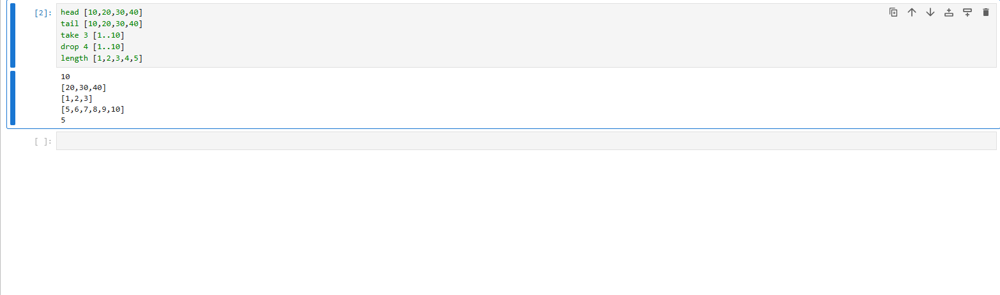 [2]: head [10,20,30,40]
tail [10,20,30,40]
take 3 [1..10]
drop 4 [1..10]
length [1,2,3,4,5]
10
[20,30,40]
[1,2,3]
[5,6,7,8,9,10]
5
[ ]: